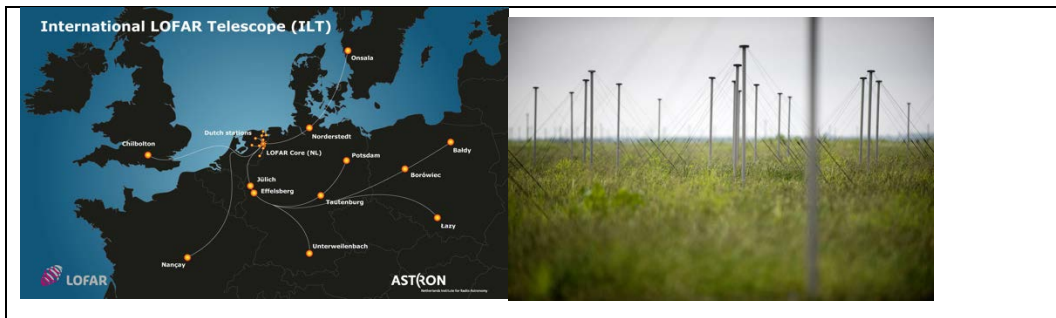 International LOFAR Telescope (ILT)
Onsala
Dutch stations
Norderstedt
Chilbolton
LOFAR Core (NL)
Potsdam
Baldy
Borówiec
Jülich
Effelsberg
Tautenburg
Lazy
Unterweilenbach
Nançay
LOFAR
ASTRON
Netherlands Institute for Radio Astronomy